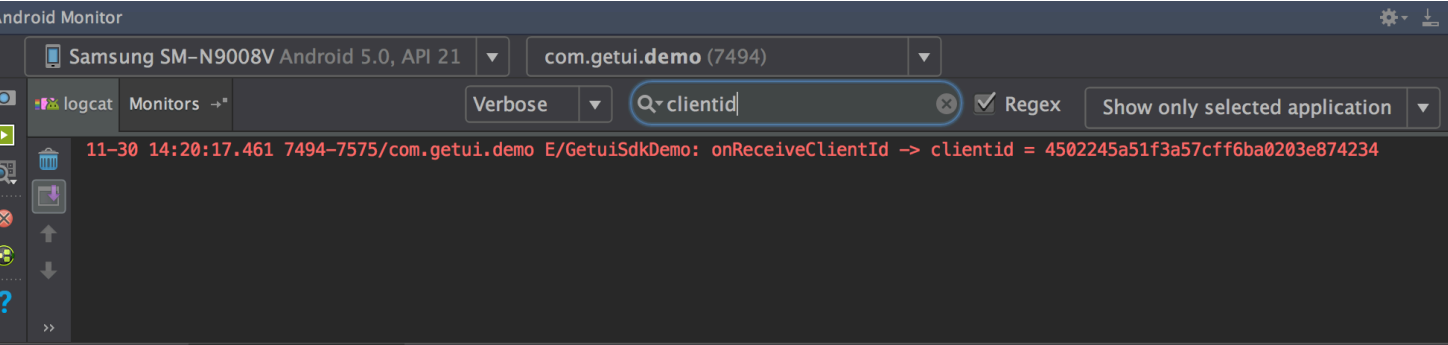 Android Monitor
Samsung SM-N9008V Android 5.0, API 21
com.getui.demo (7494)
logcat
Monitors
Verbose
clientid
Regex
Show only selected application
11-30 14:20:17.461 7494-7575/com.getui.demo E/GetuiSdkDemo: onReceiveClientId -> clientid = 4502245a51f3a57cff6ba0203e874234
?
>>